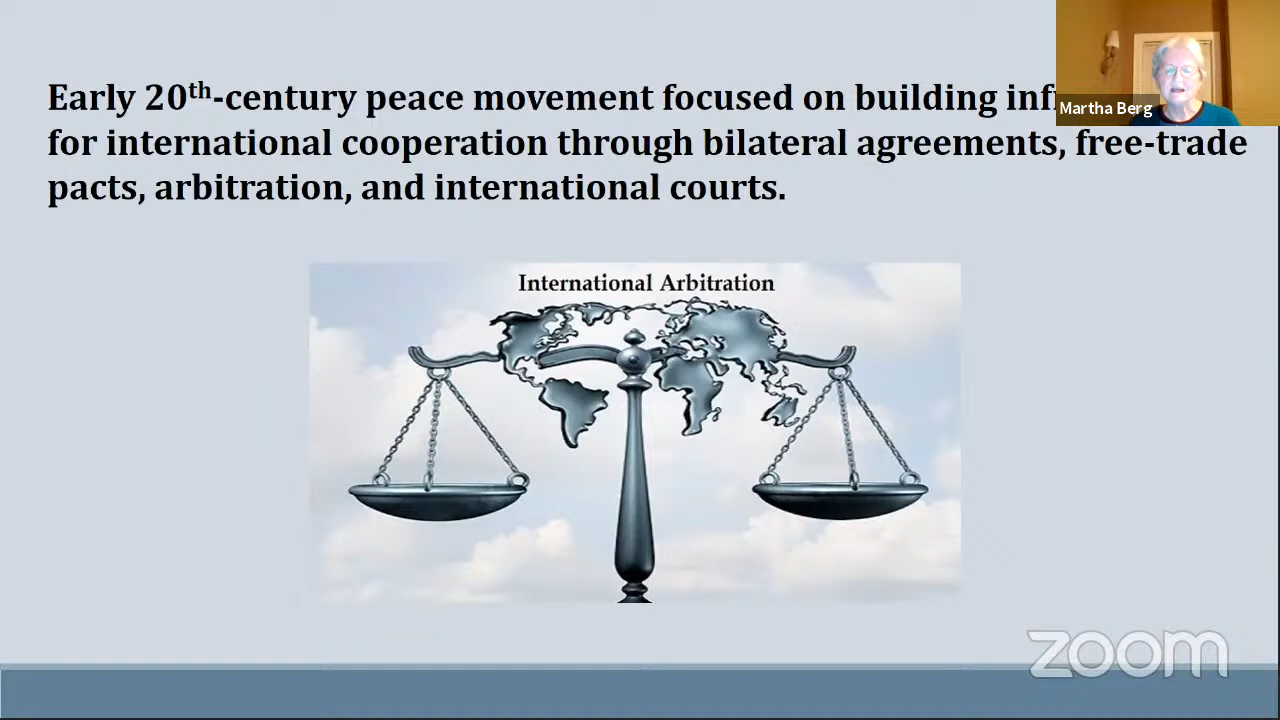 Early 20th-century peace movement focused on building
for international cooperation through bilateral agreements, free-trade
pacts, arbitration, and international courts.
Martha Berg
International Arbitration
zoom